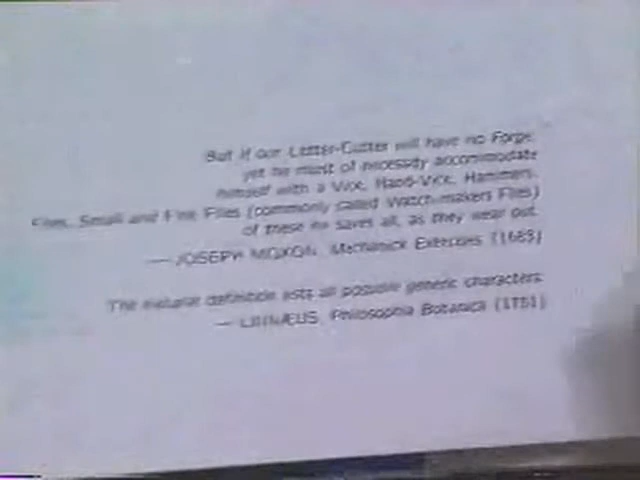 But if our Letter-Cutter will have no Forge,
yet he must of necessity accommodate
himself with a Vice, Hand-Vice, Hammers,
Files, Small and Fine Files (commonly called Watch-makers Files)
of these he saves all, as they wear out.
— JOSEPH MOXON, Mechanick Exercises (1683)
The natural definition lists all possible generic characters.
— LINNÆUS, Philosophia Botanica (1751)